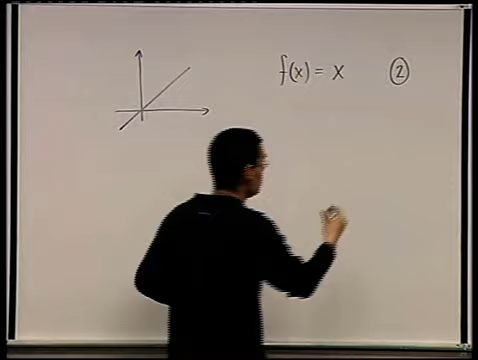 f(x) = x ②